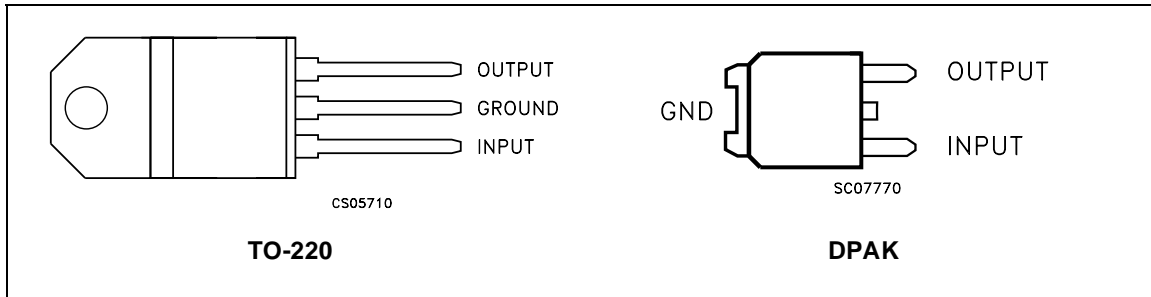 OUTPUT
GROUND
INPUT
CS05710
TO-220
GND
OUTPUT
INPUT
SC07770
DPAK